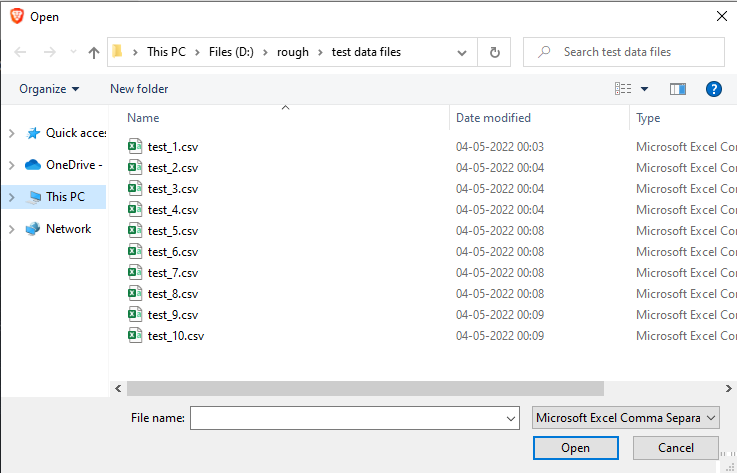 Open
This PC > Files (D:) > rough > test data files
Search test data files
Organize
New folder
Name Date modified Type
Quick acces
OneDrive -
This PC
Network
test_1.csv 04-05-2022 00:03 Microsoft Excel Co
test_2.csv 04-05-2022 00:04 Microsoft Excel Co
test_3.csv 04-05-2022 00:04 Microsoft Excel Co
test_4.csv 04-05-2022 00:04 Microsoft Excel Co
test_5.csv 04-05-2022 00:08 Microsoft Excel Co
test_6.csv 04-05-2022 00:08 Microsoft Excel Co
test_7.csv 04-05-2022 00:08 Microsoft Excel Co
test_8.csv 04-05-2022 00:08 Microsoft Excel Co
test_9.csv 04-05-2022 00:09 Microsoft Excel Co
test_10.csv 04-05-2022 00:09 Microsoft Excel Co
File name:
Microsoft Excel Comma Separa
Open
Cancel